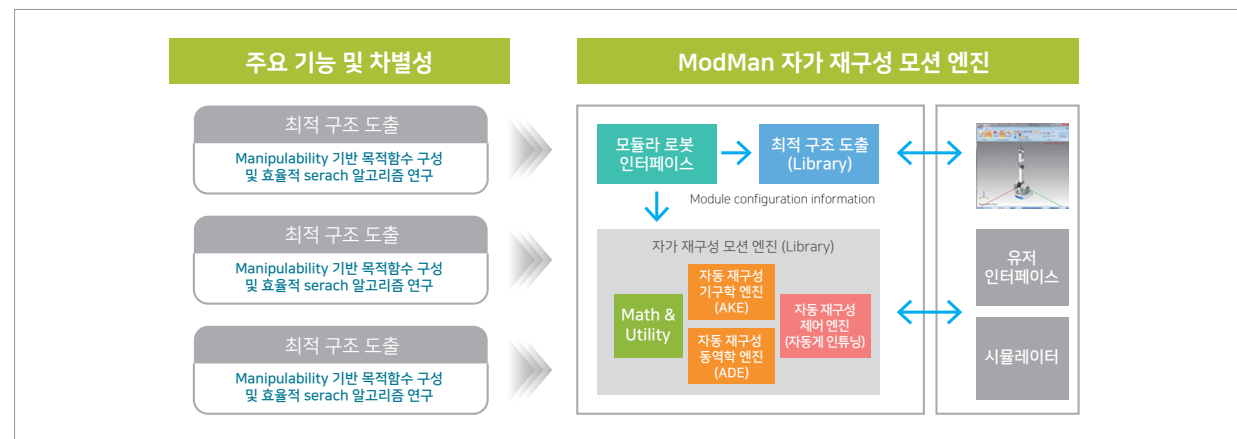 주요 기능 및 차별성
최적 구조 도출
Manipulability 기반 목적함수 구성
및 효율적 serach 알고리즘 연구
최적 구조 도출
Manipulability 기반 목적함수 구성
및 효율적 serach 알고리즘 연구
최적 구조 도출
Manipulability 기반 목적함수 구성
및 효율적 serach 알고리즘 연구
ModMan 자가 재구성 모션 엔진
모듈라 로봇
인터페이스
최적 구조 도출
(Library)
Module configuration information
자가 재구성 모션 엔진 (Library)
Math &
Utility
자동 재구성
기구학 엔진
(AKE)
자동 재구성
동역학 엔진
(ADE)
자동 재구성
제어 엔진
(자동게 인튜닝)
유저
인터페이스
시뮬레이터